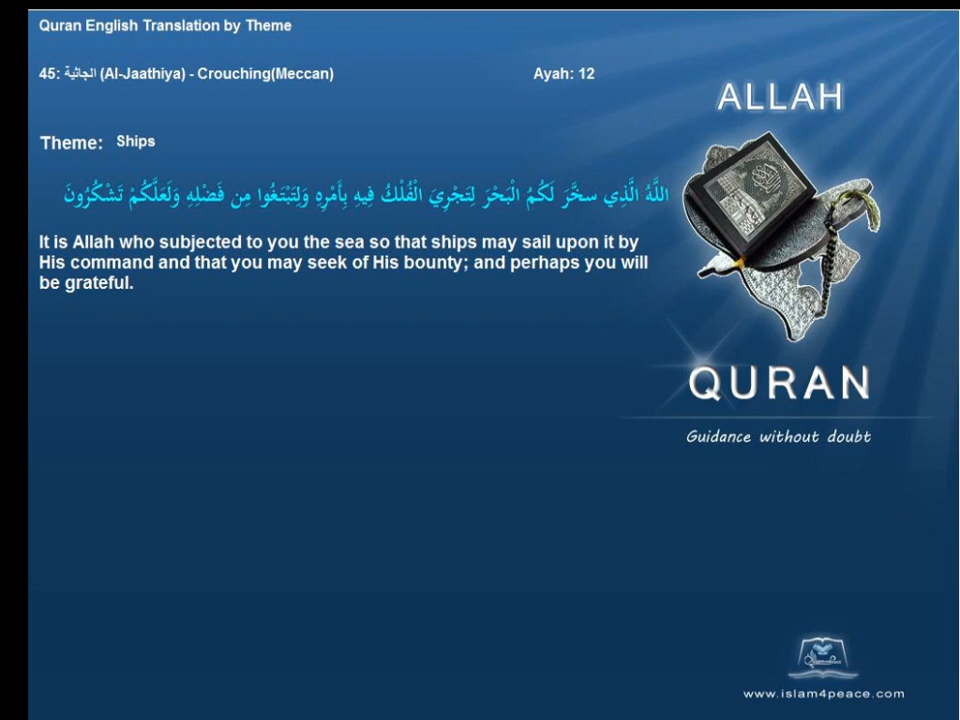 Quran English Translation by Theme
45: الجاثية (Al-Jaathiya) - Crouching(Meccan)
Ayah: 12
Theme: Ships
اللَّهُ الَّذِي سخَّرَ لَكُمُ الْبَحْرَ لِتَجْرِيَ الْفُلْكُ فِيهِ بِأَمْرِهِ وَلِتَبْتَغُوا مِن فَضْلِهِ وَلَعَلَّكُمْ تَشْكُرُونَ
It is Allah who subjected to you the sea so that ships may sail upon it by
His command and that you may seek of His bounty; and perhaps you will
be grateful.
ALLAH
QURAN
Guidance without doubt
www.islam4peace.com